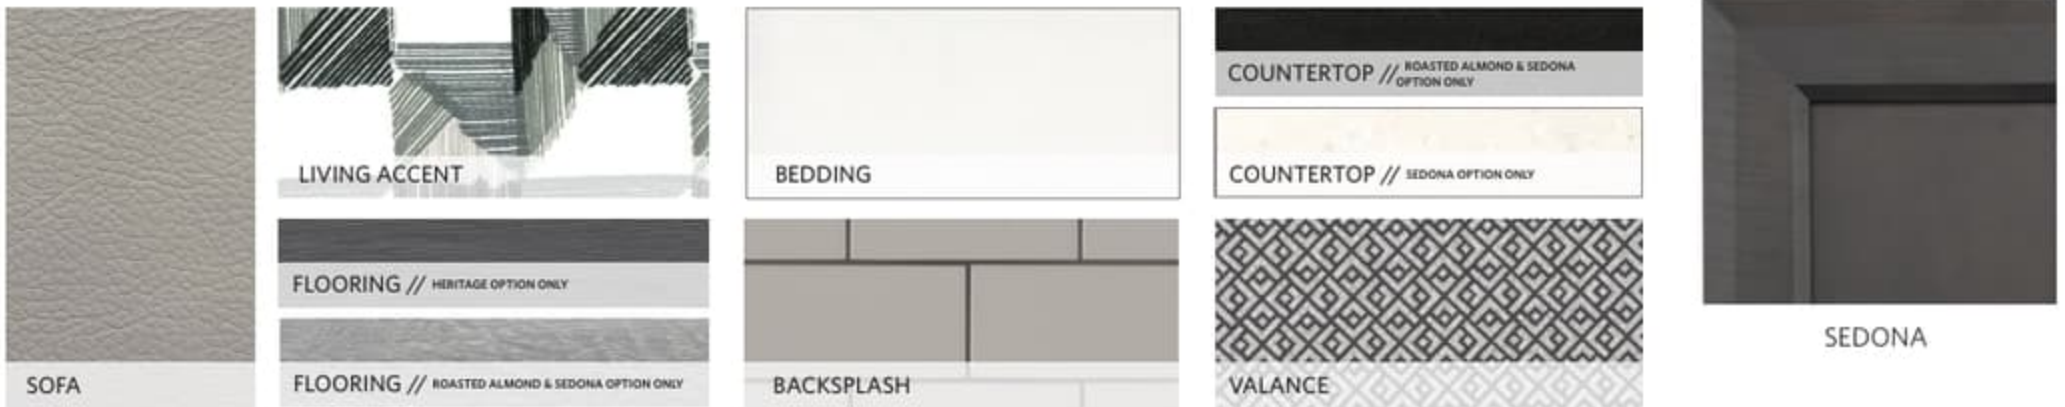 SOFA
LIVING ACCENT
FLOORING // HERITAGE OPTION ONLY
FLOORING // ROASTED ALMOND & SEDONA OPTION ONLY
BEDDING
BACKSPLASH
COUNTERTOP // ROASTED ALMOND & SEDONA
OPTION ONLY
COUNTERTOP // SEDONA OPTION ONLY
VALANCE
SEDONA